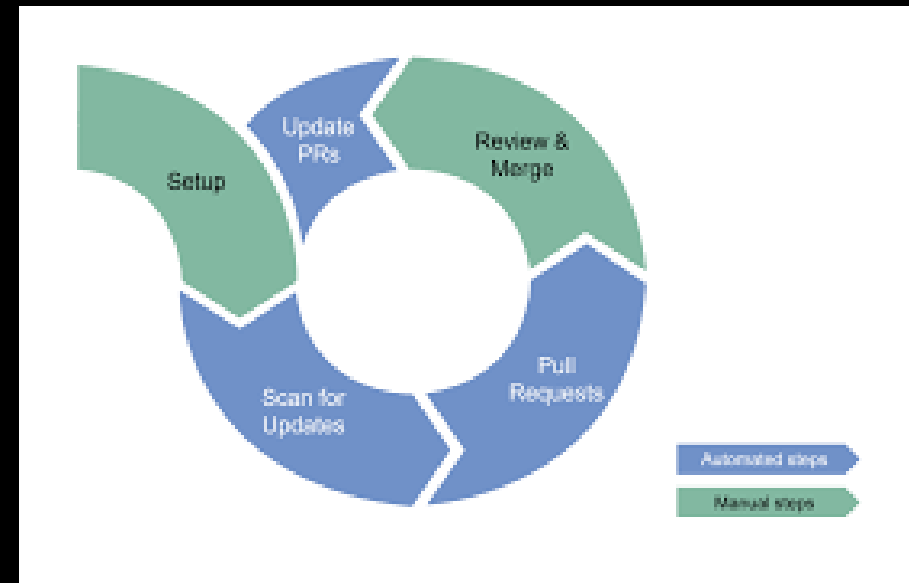 Update
PRs
Review &
Merge
Setup
Pull
Requests
Scan for
Updates
Automated steps
Manual steps